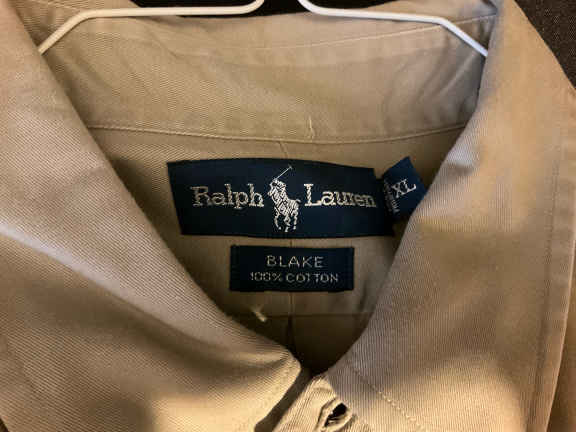 Ralph Lauren
XL
BLAKE
100% COTTON